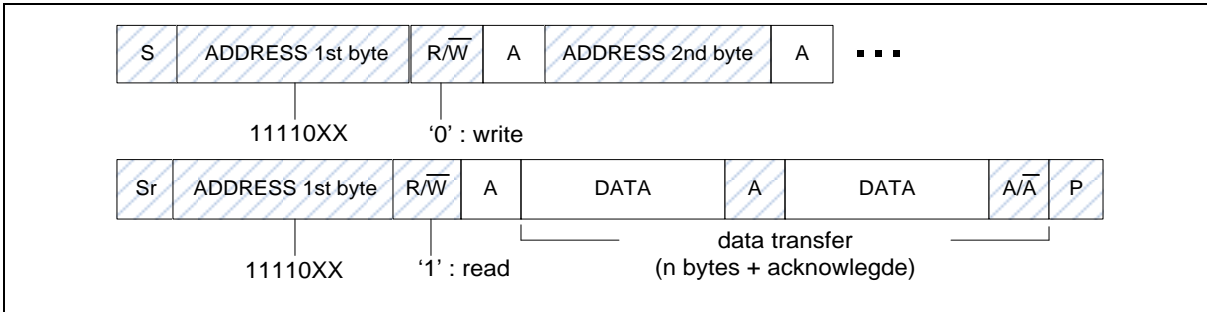 S ADDRESS 1st byte R/W̅ A ADDRESS 2nd byte A ...
11110XX '0' : write
Sr ADDRESS 1st byte R/W̅ A DATA A DATA A/A̅ P
data transfer
11110XX '1' : read (n bytes + acknowlegde)